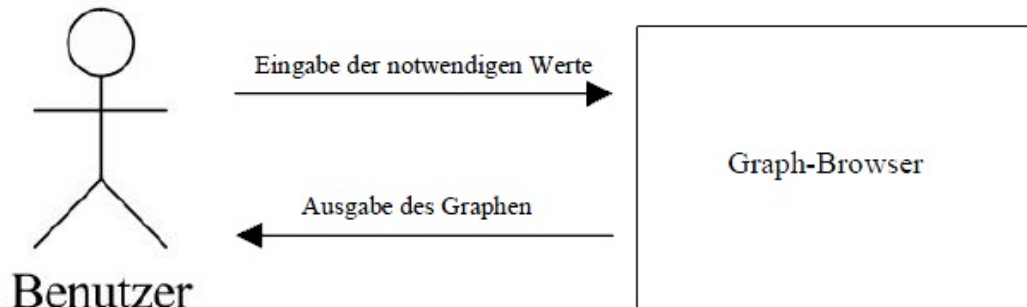 Eingabe der notwendigen Werte
Graph-Browser
Ausgabe des Graphen
Benutzer